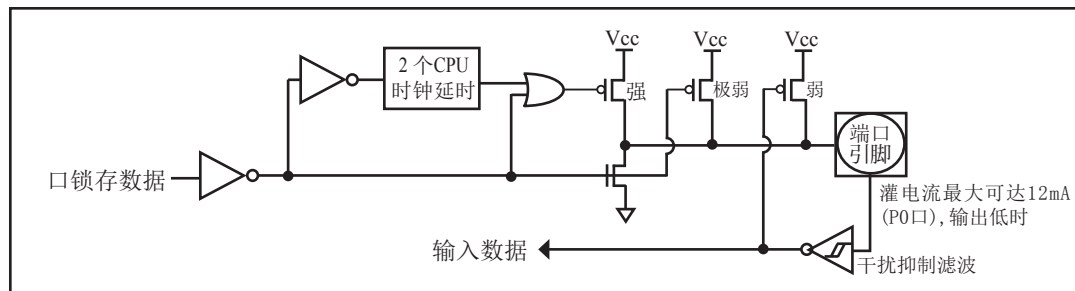 Vcc
Vcc
Vcc
2 个CPU
时钟延时
强
极弱
弱
端口
引脚
口锁存数据
灌电流最大可达12mA
(P0口),输出低时
输入数据
干扰抑制滤波